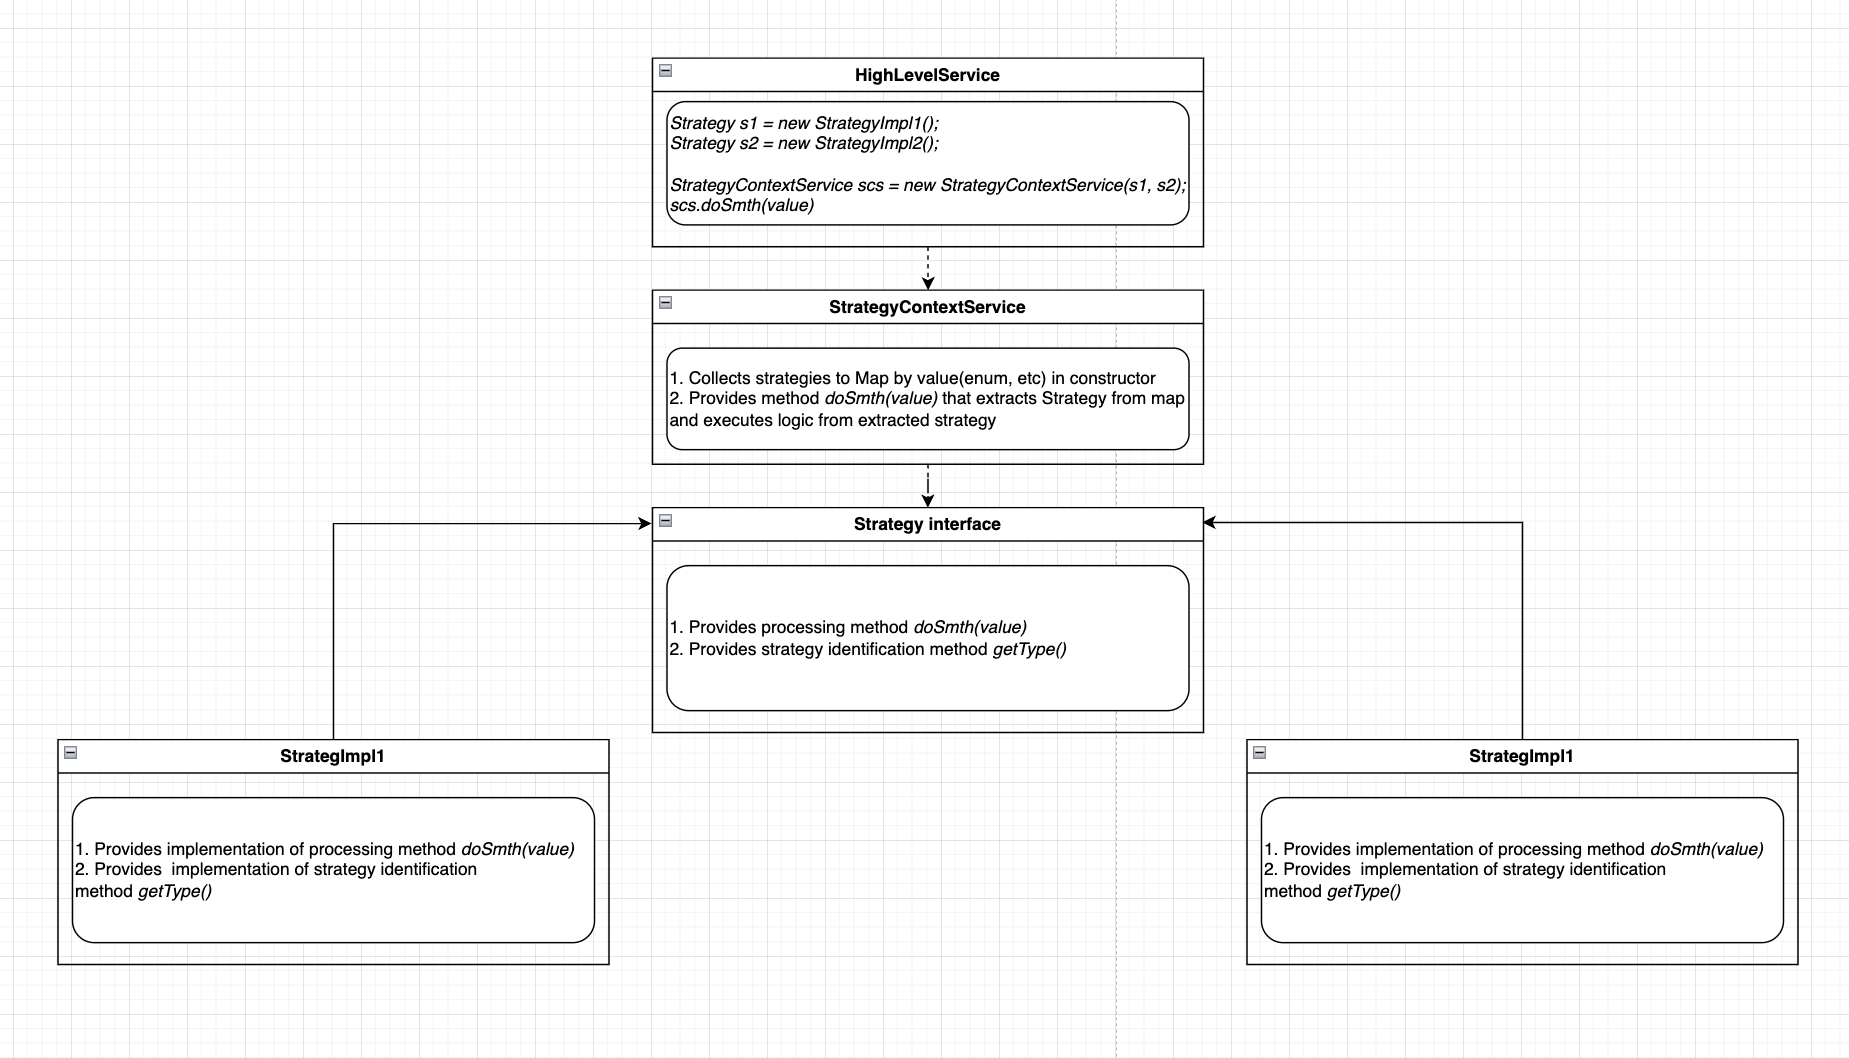 HighLevelService
Strategy s1 = new StrategyImpl1();
Strategy s2 = new StrategyImpl2();
StrategyContextService scs = new StrategyContextService(s1, s2);
scs.doSmth(value)
StrategyContextService
1. Collects strategies to Map by value(enum, etc) in constructor
2. Provides method doSmth(value) that extracts Strategy from map
and executes logic from extracted strategy
Strategy interface
1. Provides processing method doSmth(value)
2. Provides strategy identification method getType()
StrategImpl1
1. Provides implementation of processing method doSmth(value)
2. Provides  implementation of strategy identification
method getType()
StrategImpl1
1. Provides implementation of processing method doSmth(value)
2. Provides  implementation of strategy identification
method getType()